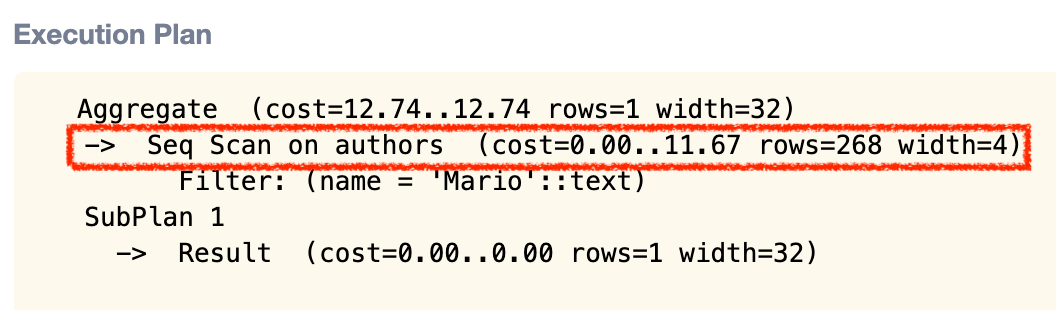 Execution Plan
Aggregate  (cost=12.74..12.74 rows=1 width=32)
->  Seq Scan on authors  (cost=0.00..11.67 rows=268 width=4)
Filter: (name = 'Mario'::text)
SubPlan 1
->  Result  (cost=0.00..0.00 rows=1 width=32)